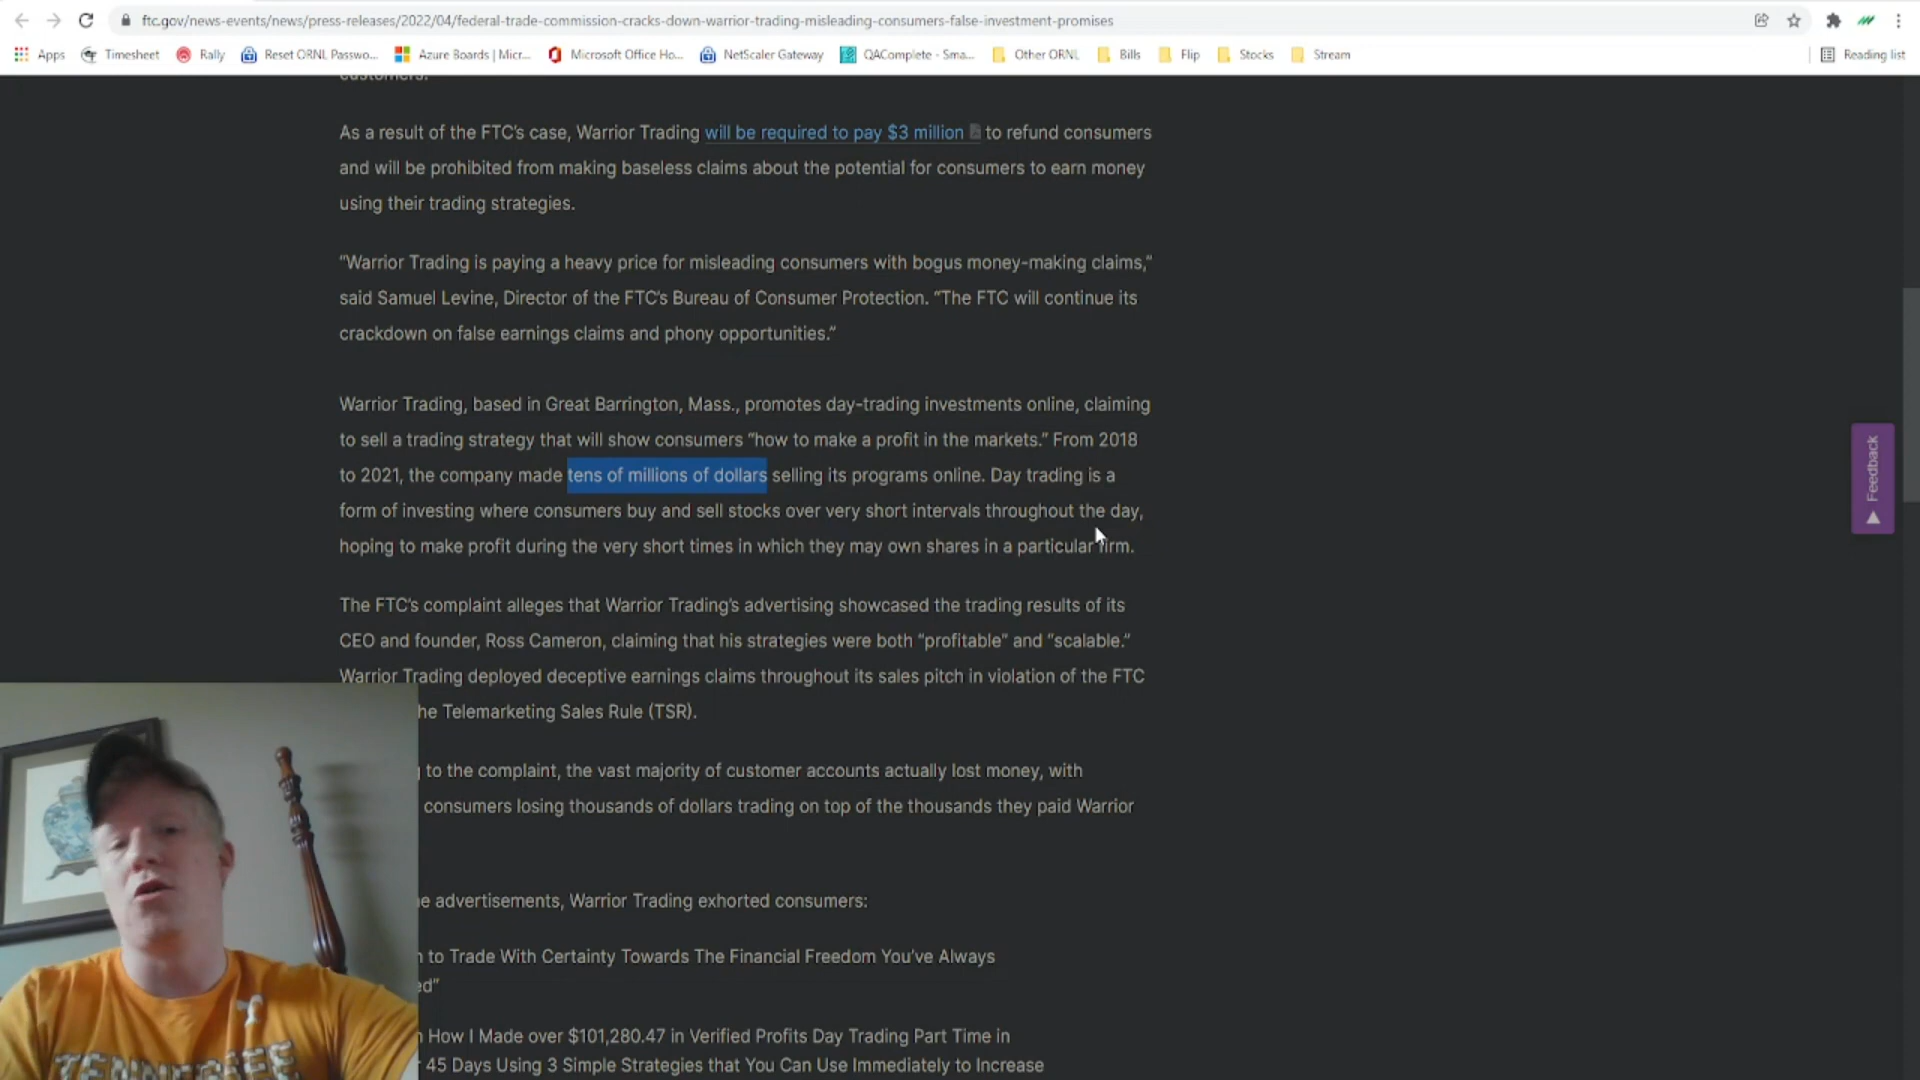 ftc.gov/news-events/news/press-releases/2022/04/federal-trade-commission-cracks-down-warrior-trading-misleading-consumers-false-investment-promises
Apps Timesheet Rally Reset ORNL Passwo... Azure Boards | Micr... Microsoft Office Ho... NetScaler Gateway QAComplete - Sma... Other ORNL Bills Flip Stocks Stream Reading list
customers.
As a result of the FTC's case, Warrior Trading will be required to pay $3 million to refund consumers
and will be prohibited from making baseless claims about the potential for consumers to earn money
using their trading strategies.
“Warrior Trading is paying a heavy price for misleading consumers with bogus money-making claims,”
said Samuel Levine, Director of the FTC's Bureau of Consumer Protection. “The FTC will continue its
crackdown on false earnings claims and phony opportunities.”
Warrior Trading, based in Great Barrington, Mass., promotes day-trading investments online, claiming
to sell a trading strategy that will show consumers “how to make a profit in the markets.” From 2018
to 2021, the company made tens of millions of dollars selling its programs online. Day trading is a
form of investing where consumers buy and sell stocks over very short intervals throughout the day,
hoping to make profit during the very short times in which they may own shares in a particular firm.
Feedback
The FTC's complaint alleges that Warrior Trading's advertising showcased the trading results of its
CEO and founder, Ross Cameron, claiming that his strategies were both “profitable” and “scalable.”
Warrior Trading deployed deceptive earnings claims throughout its sales pitch in violation of the FTC
he Telemarketing Sales Rule (TSR).
to the complaint, the vast majority of customer accounts actually lost money, with
consumers losing thousands of dollars trading on top of the thousands they paid Warrior
e advertisements, Warrior Trading exhorted consumers:
to Trade With Certainty Towards The Financial Freedom You've Always
ed”
How I Made over $101,280.47 in Verified Profits Day Trading Part Time in
45 Days Using 3 Simple Strategies that You Can Use Immediately to Increase
TENNESSEE